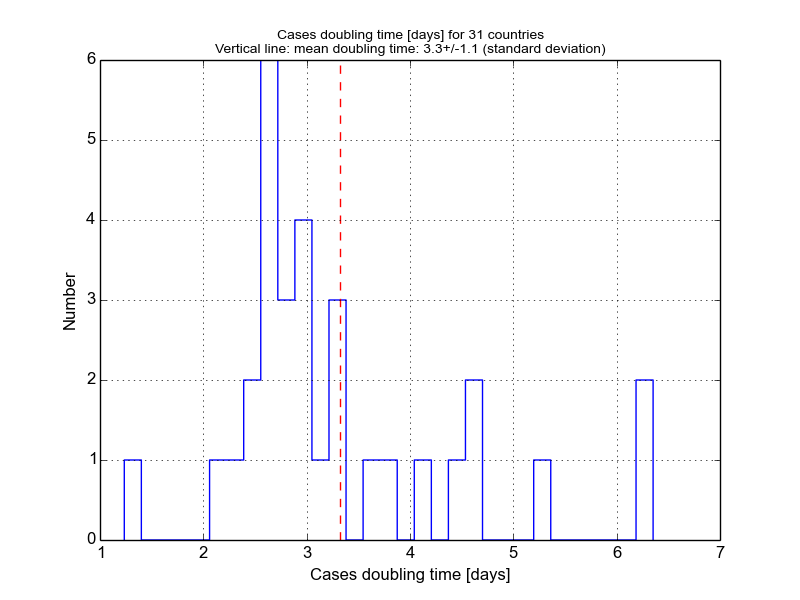 Cases doubling time [days] for 31 countries
Vertical line: mean doubling time: 3.3+/-1.1 (standard deviation)
6
5
4
3
2
1
0
Number
1 2 3 4 5 6 7
Cases doubling time [days]